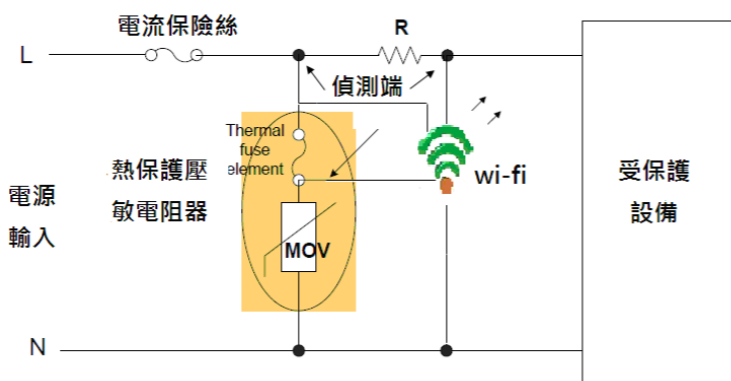 電流保險絲
R
L
偵測端
Thermal
fuse
element
wi-fi
熱保護壓
敏電阻器
電源
輸入
MOV
受保護
設備
N